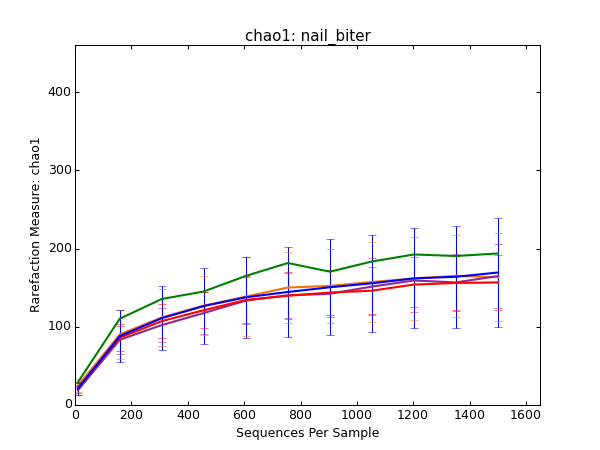 chao1: nail_biter
Rarefaction Measure: chao1
400
300
200
100
0
0 200 400 600 800 1000 1200 1400 1600
Sequences Per Sample